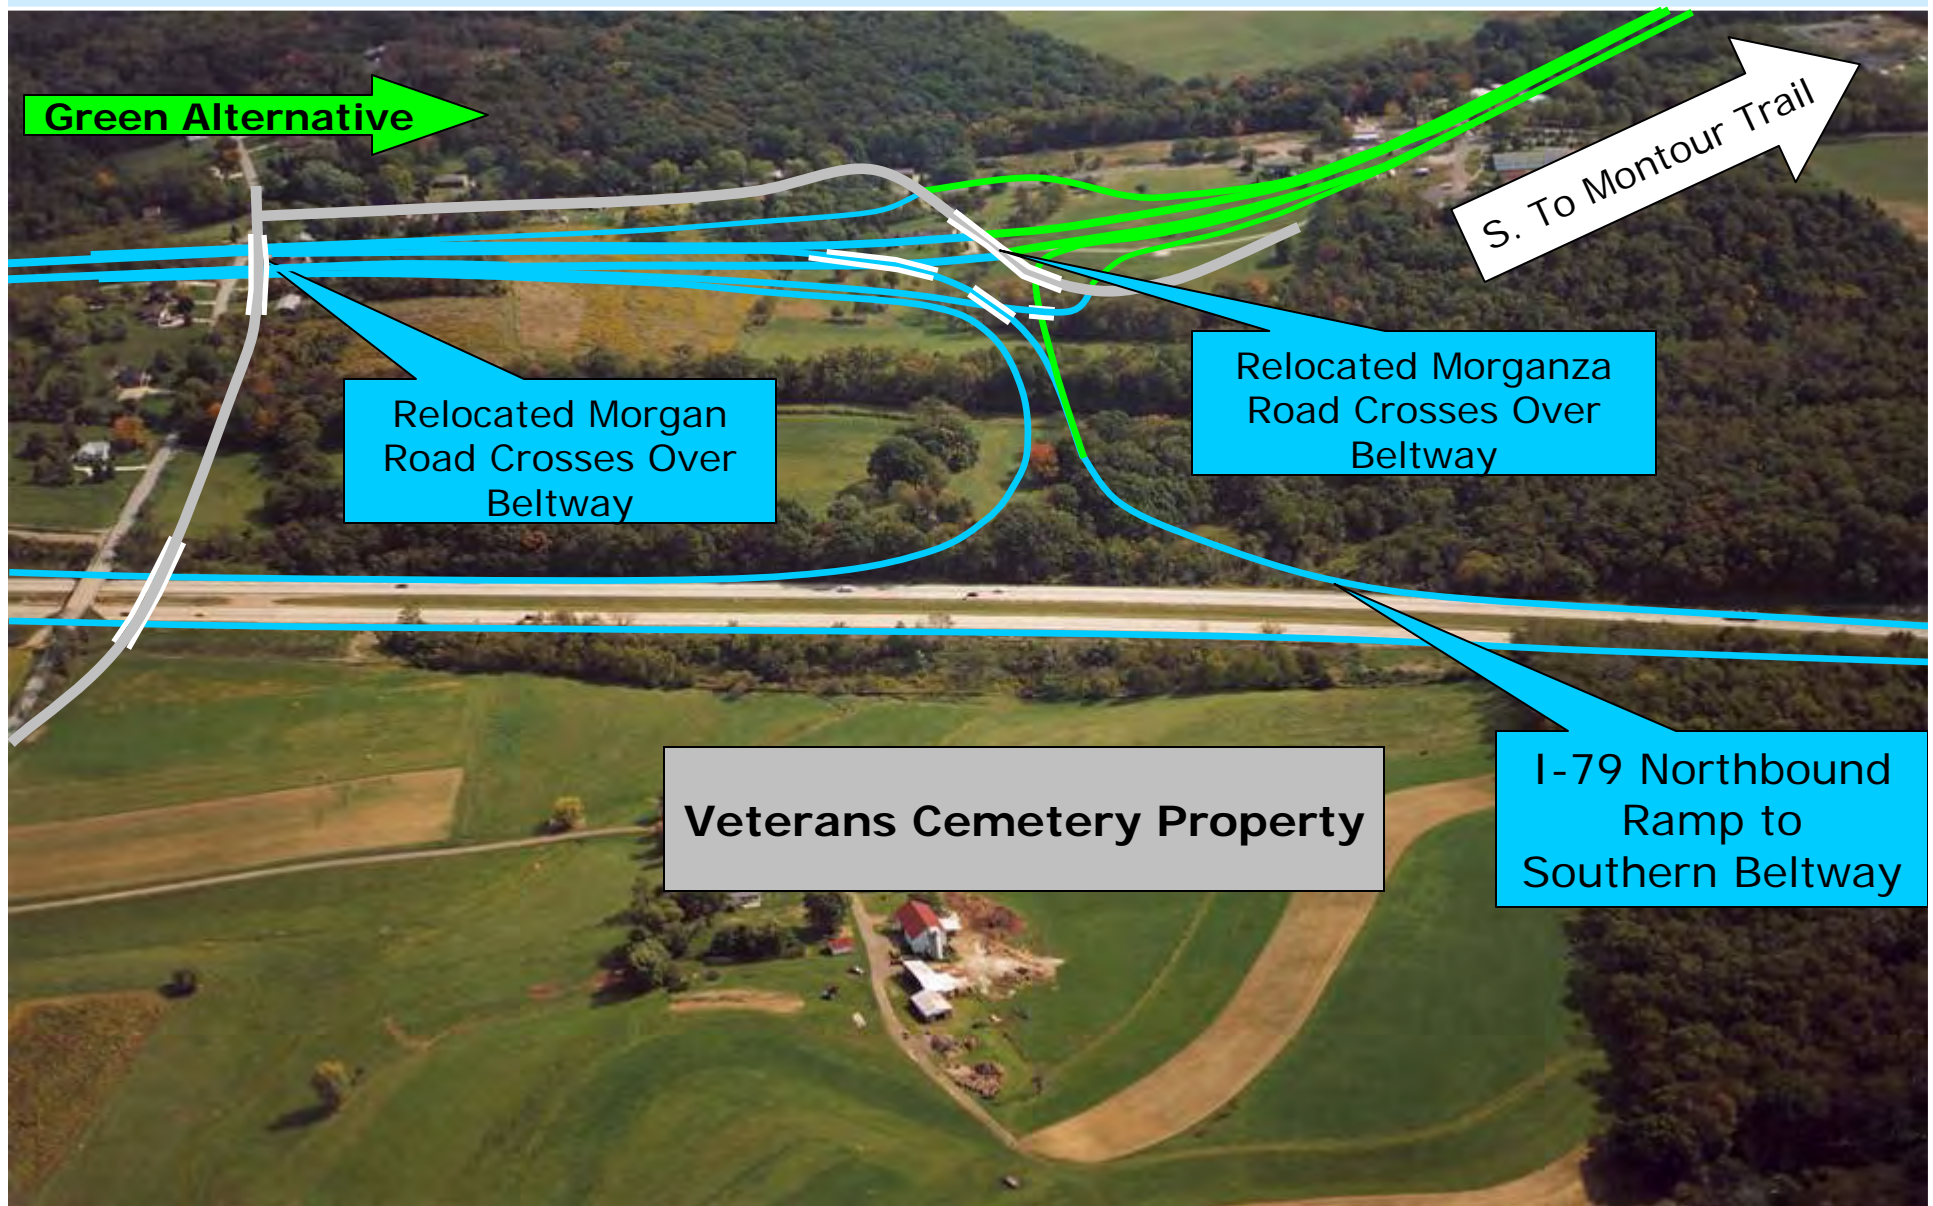 Green Alternative
S. To Montour Trail
Relocated Morganza
Road Crosses Over
Beltway
Relocated Morgan
Road Crosses Over
Beltway
I-79 Northbound
Ramp to
Southern Beltway
Veterans Cemetery Property